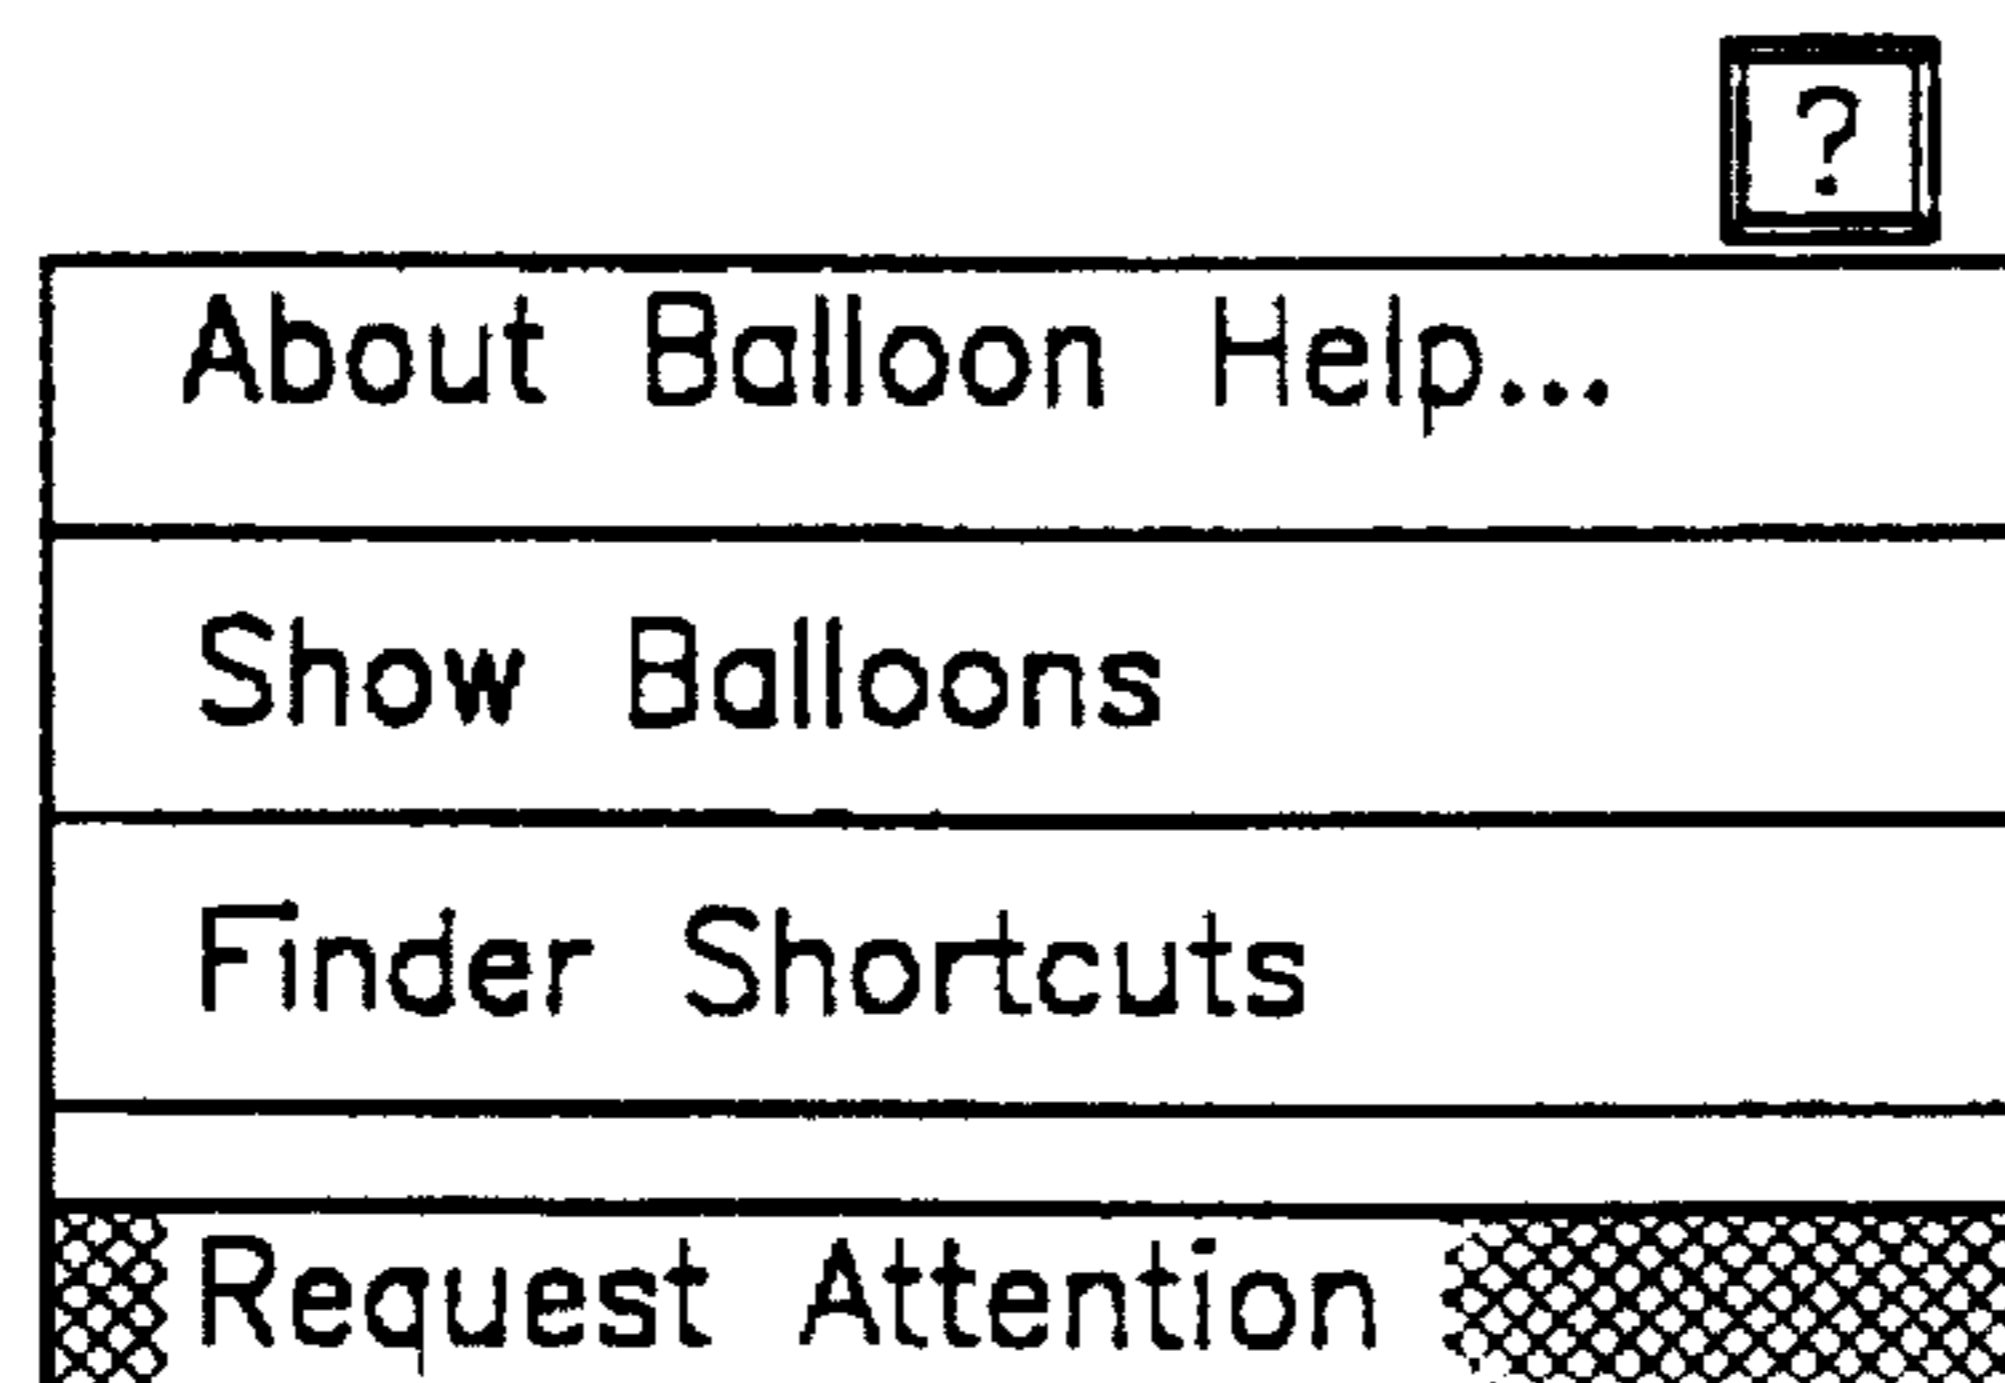 ?
About Balloon Help...
Show Balloons
Finder Shortcuts
Request Attention